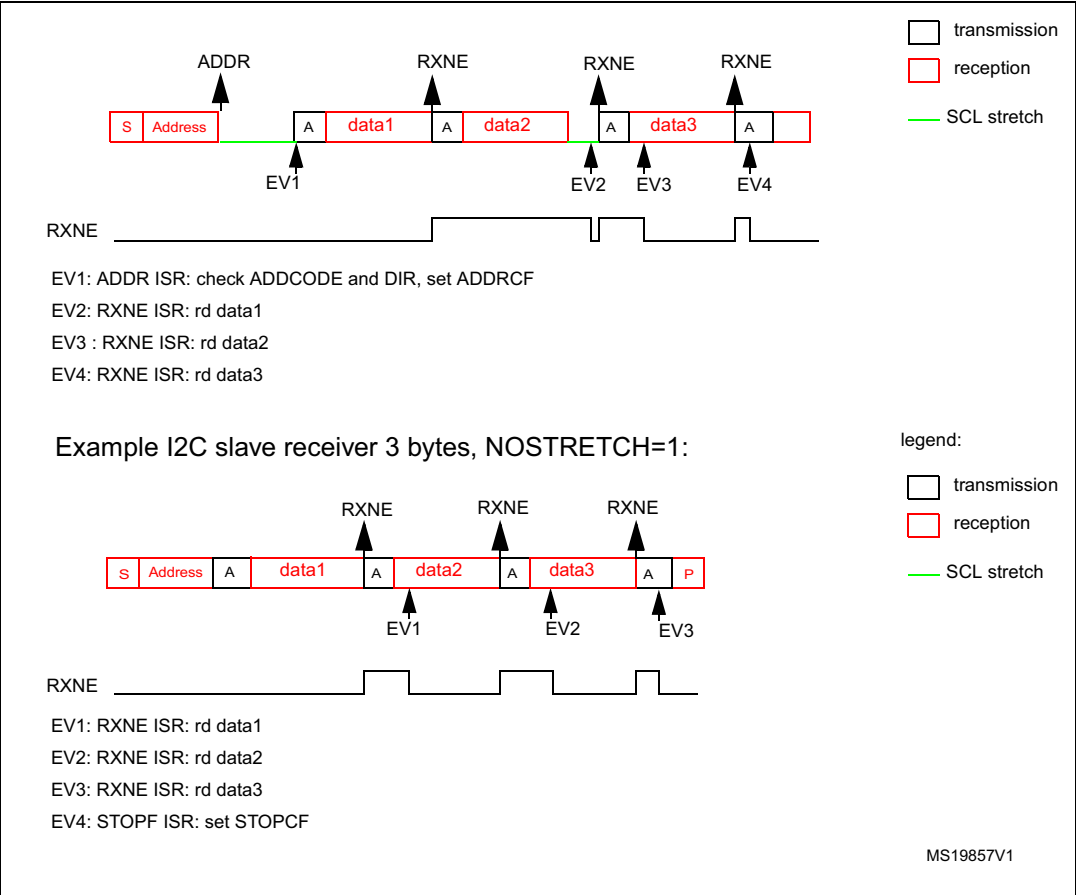 transmission
ADDR RXNE RXNE RXNE
reception
S Address A data1 A data2 A data3 A
SCL stretch
EV1 EV2 EV3 EV4
RXNE
EV1: ADDR ISR: check ADDCODE and DIR, set ADDRCF
EV2: RXNE ISR: rd data1
EV3 : RXNE ISR: rd data2
EV4: RXNE ISR: rd data3
Example I2C slave receiver 3 bytes, NOSTRETCH=1:
legend:
transmission
RXNE RXNE RXNE
reception
S Address A data1 A data2 A data3 A P
SCL stretch
EV1 EV2 EV3
RXNE
EV1: RXNE ISR: rd data1
EV2: RXNE ISR: rd data2
EV3: RXNE ISR: rd data3
EV4: STOPF ISR: set STOPCF
MS19857V1